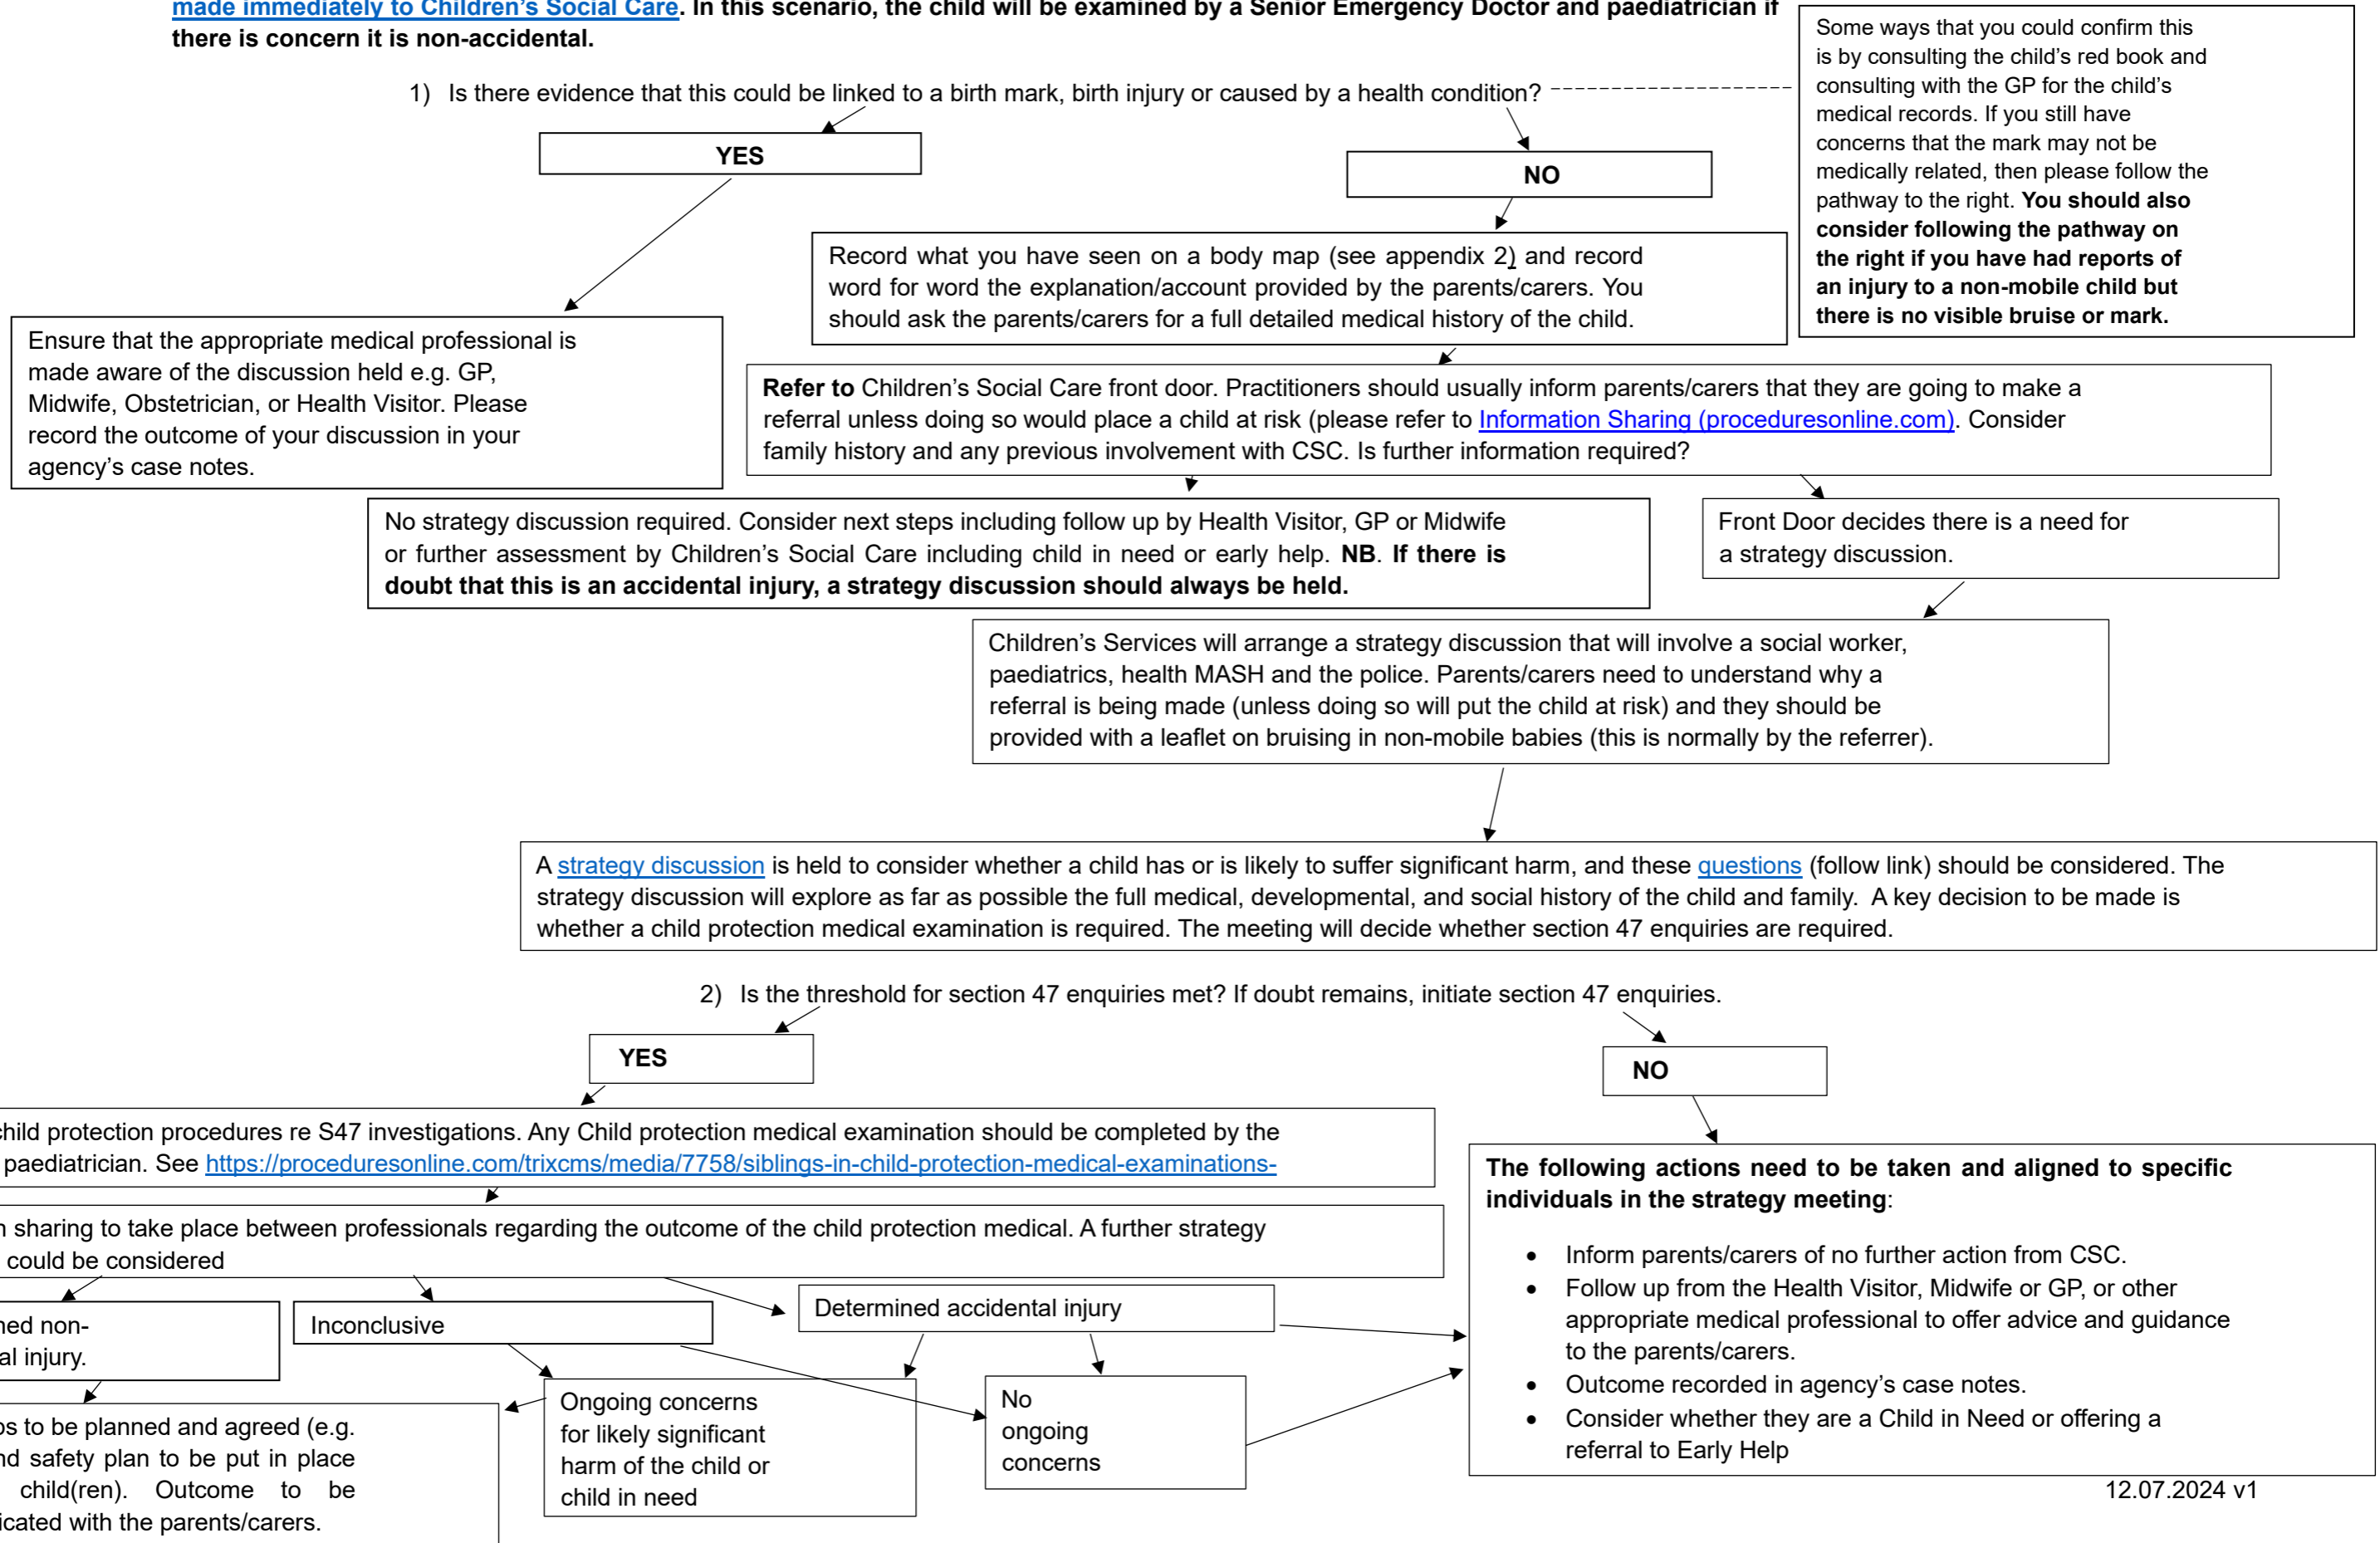 made immediately to Children's Social Care. In this scenario, the child will be examined by a Senior Emergency Doctor and paediatrician if
there is concern it is non-accidental.
Some ways that you could confirm this
is by consulting the child's red book and
consulting with the GP for the child's
medical records. If you still have
concerns that the mark may not be
medically related, then please follow the
pathway to the right. You should also
consider following the pathway on
the right if you have had reports of
an injury to a non-mobile child but
there is no visible bruise or mark.
1) Is there evidence that this could be linked to a birth mark, birth injury or caused by a health condition?
YES
NO
Record what you have seen on a body map (see appendix 2) and record
word for word the explanation/account provided by the parents/carers. You
should ask the parents/carers for a full detailed medical history of the child.
Ensure that the appropriate medical professional is
made aware of the discussion held e.g. GP,
Midwife, Obstetrician, or Health Visitor. Please
record the outcome of your discussion in your
agency's case notes.
Refer to Children's Social Care front door. Practitioners should usually inform parents/carers that they are going to make a
referral unless doing so would place a child at risk (please refer to Information Sharing (proceduresonline.com). Consider
family history and any previous involvement with CSC. Is further information required?
No strategy discussion required. Consider next steps including follow up by Health Visitor, GP or Midwife
or further assessment by Children's Social Care including child in need or early help. NB. If there is
doubt that this is an accidental injury, a strategy discussion should always be held.
Front Door decides there is a need for
a strategy discussion.
Children's Services will arrange a strategy discussion that will involve a social worker,
paediatrics, health MASH and the police. Parents/carers need to understand why a
referral is being made (unless doing so will put the child at risk) and they should be
provided with a leaflet on bruising in non-mobile babies (this is normally by the referrer).
A strategy discussion is held to consider whether a child has or is likely to suffer significant harm, and these questions (follow link) should be considered. The
strategy discussion will explore as far as possible the full medical, developmental, and social history of the child and family. A key decision to be made is
whether a child protection medical examination is required. The meeting will decide whether section 47 enquiries are required.
2) Is the threshold for section 47 enquiries met? If doubt remains, initiate section 47 enquiries.
YES
NO
child protection procedures re S47 investigations. Any Child protection medical examination should be completed by the
paediatrician. See https://proceduresonline.com/trixcms/media/7758/siblings-in-child-protection-medical-examinations-
n sharing to take place between professionals regarding the outcome of the child protection medical. A further strategy
could be considered
The following actions need to be taken and aligned to specific
individuals in the strategy meeting:
• Inform parents/carers of no further action from CSC.
• Follow up from the Health Visitor, Midwife or GP, or other
appropriate medical professional to offer advice and guidance
to the parents/carers.
• Outcome recorded in agency's case notes.
• Consider whether they are a Child in Need or offering a
referral to Early Help
ned non-
al injury.
Inconclusive
Determined accidental injury
ps to be planned and agreed (e.g.
nd safety plan to be put in place
child(ren). Outcome to be
icated with the parents/carers.
Ongoing concerns
for likely significant
harm of the child or
child in need
No
ongoing
concerns
12.07.2024 v1